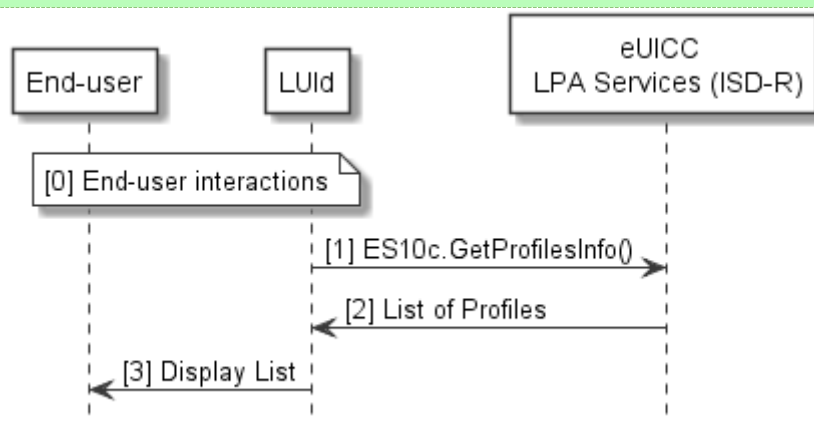 End-user
LUId
eUICC
LPA Services (ISD-R)
[0] End-user interactions
[1] ES10c.GetProfilesInfo()
[2] List of Profiles
[3] Display List